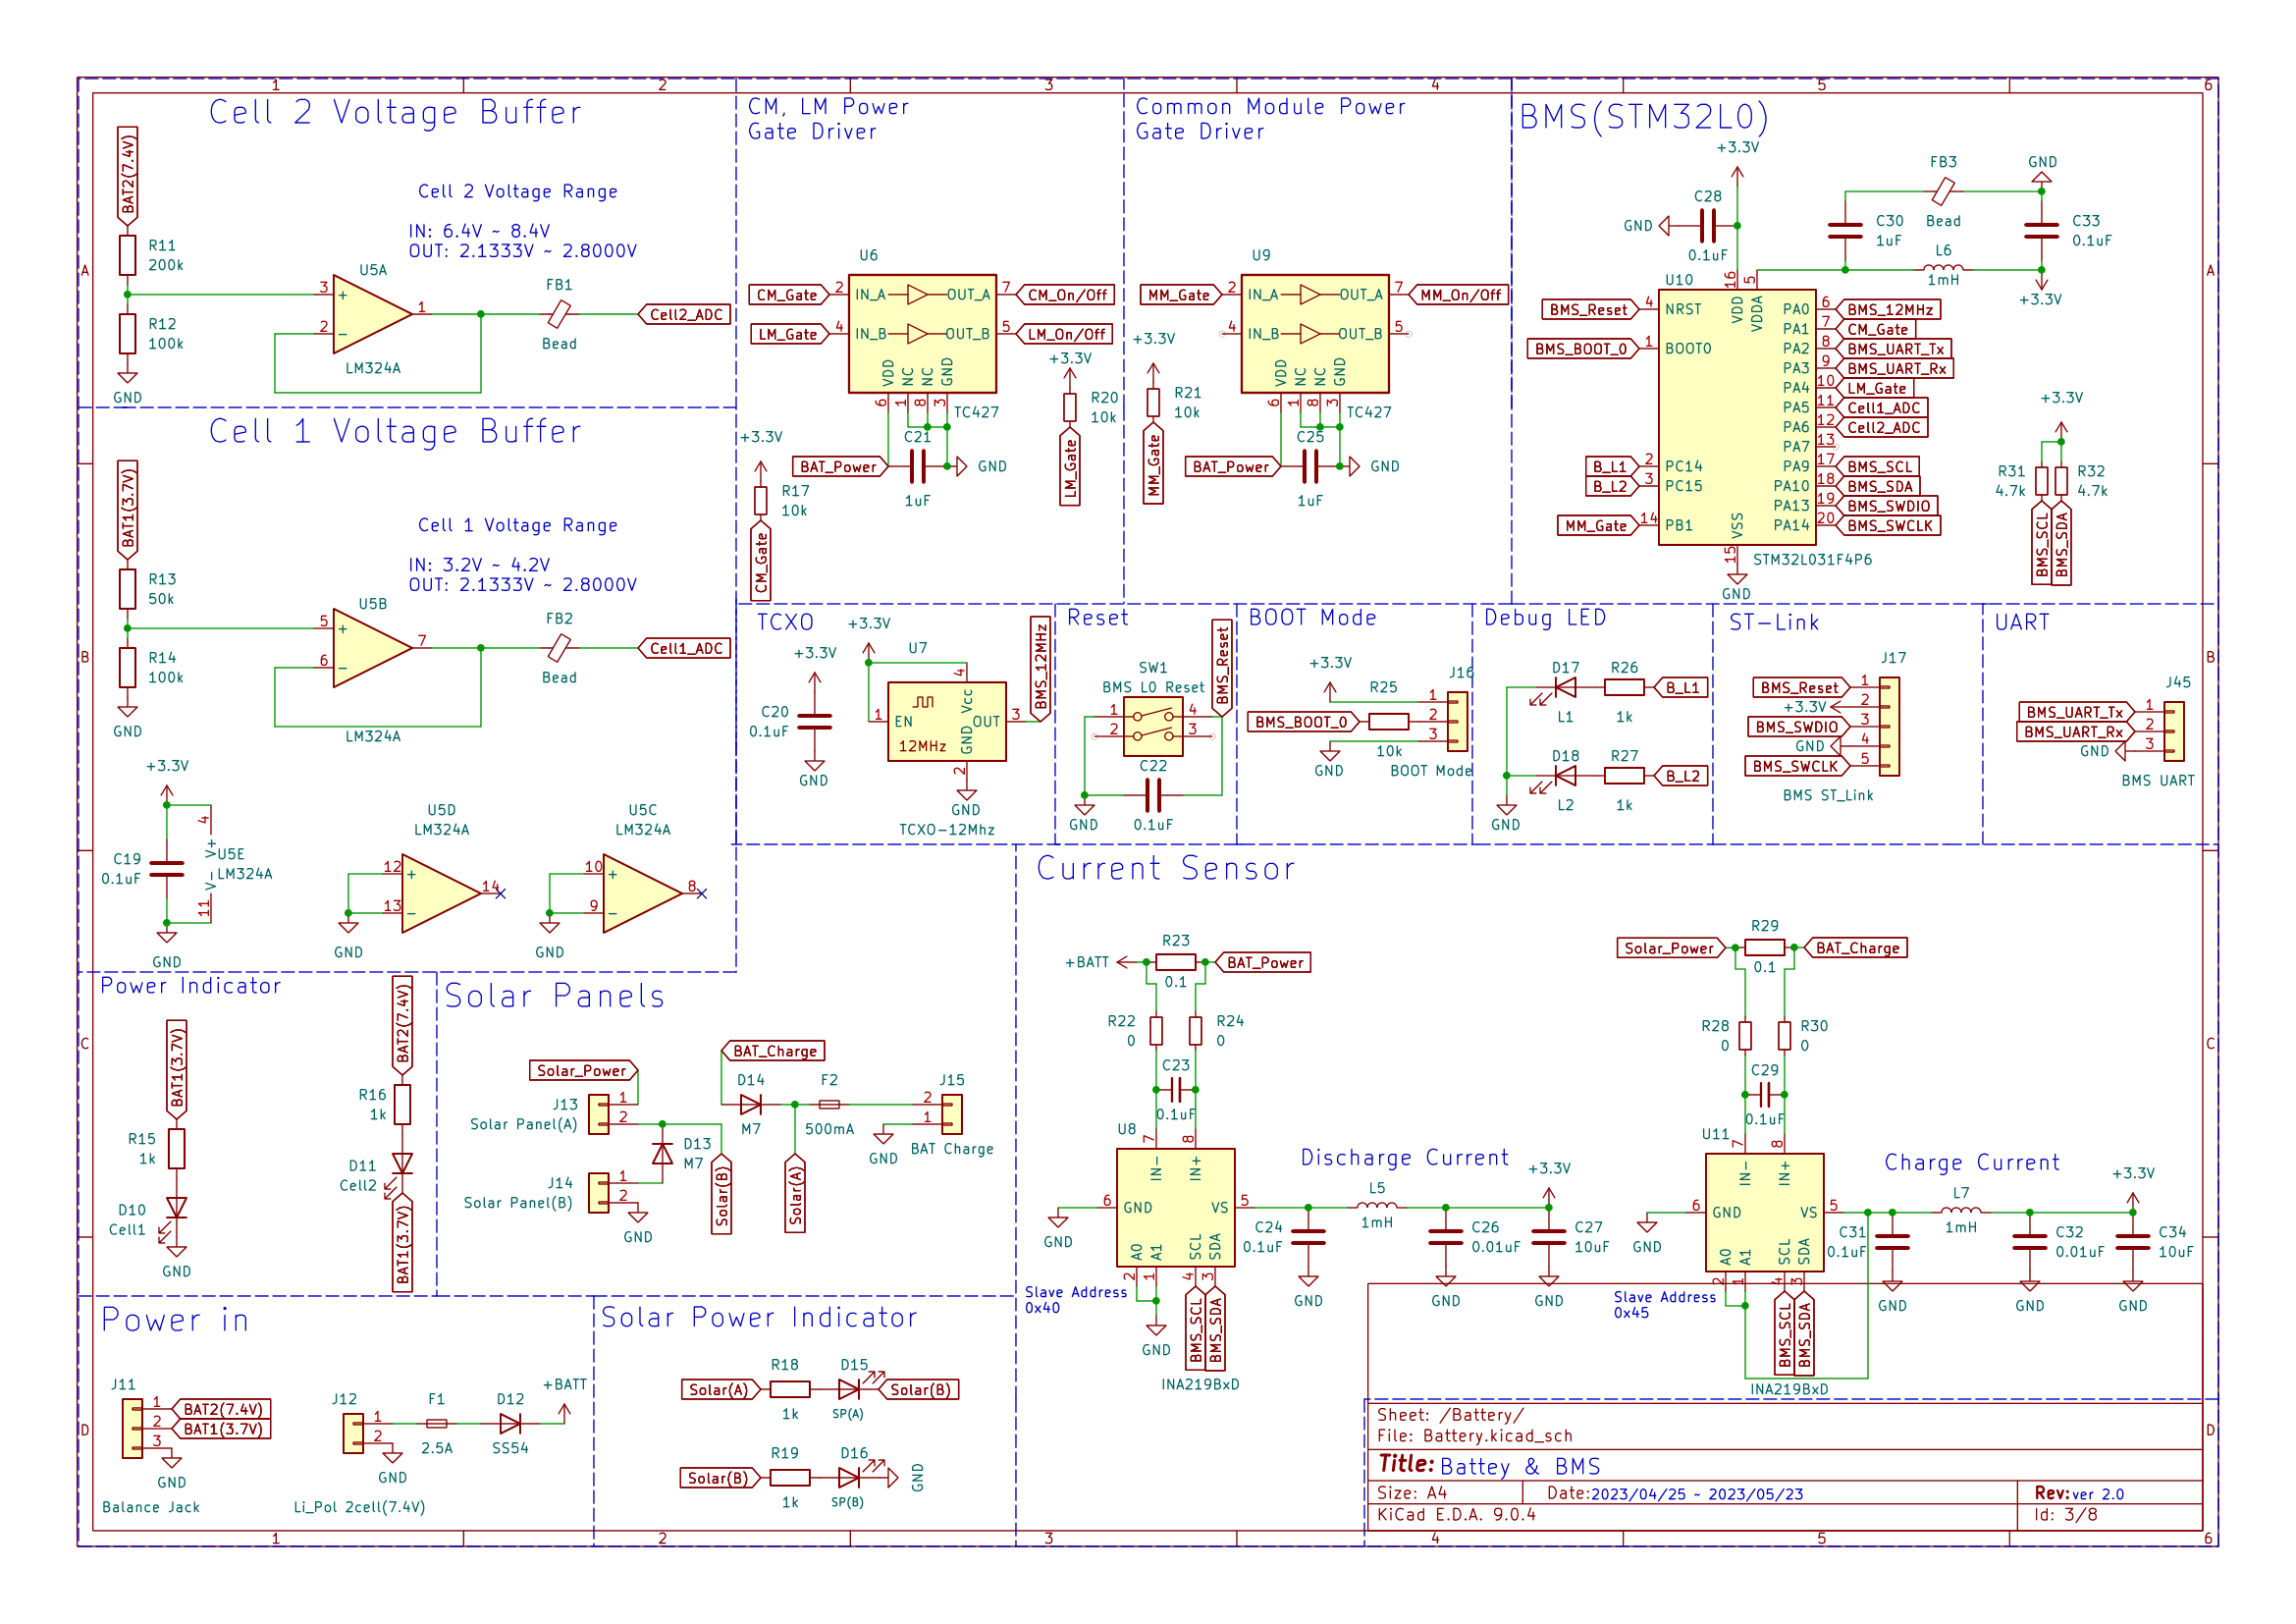 1 2 3 4 5 6
A B C D
Cell 2 Voltage Buffer
BAT2(7.4V)
Cell 2 Voltage Range
IN: 6.4V ~ 8.4V
OUT: 2.1333V ~ 2.8000V
R11
200k
R12
100k
GND
U5A
3 + 1
2 -
LM324A
FB1
Bead
Cell2_ADC
Cell 1 Voltage Buffer
BAT1(3.7V)
Cell 1 Voltage Range
IN: 3.2V ~ 4.2V
OUT: 2.1333V ~ 2.8000V
R13
50k
R14
100k
GND
U5B
5 + 7
6 -
LM324A
FB2
Bead
Cell1_ADC
+3.3V
C19
0.1uF
4
V+
U5E
LM324A
V-
11
GND
U5D
LM324A
12 + 14
13 -
GND
U5C
LM324A
10 + 8
9 -
GND
CM, LM Power
Gate Driver
U6
CM_Gate 2 IN_A OUT_A 7 CM_On/Off
LM_Gate 4 IN_B OUT_B 5 LM_On/Off
VDD NC NC GND
6 1 8 3
TC427
BAT_Power
C21
1uF
GND
+3.3V
R17
10k
CM_Gate
+3.3V
R20
10k
LM_Gate
Common Module Power
Gate Driver
U9
MM_Gate 2 IN_A OUT_A 7 MM_On/Off
4 IN_B OUT_B 5
VDD NC NC GND
6 1 8 3
TC427
BAT_Power
C25
1uF
GND
+3.3V
R21
10k
MM_Gate
BMS(STM32L0)
+3.3V
C28
0.1uF
GND
C30
1uF
FB3
Bead
L6
1mH
GND
C33
0.1uF
+3.3V
U10
16 5
VDD VDDA
BMS_Reset 4 NRST
BMS_BOOT_0 1 BOOT0
B_L1 2 PC14
B_L2 3 PC15
MM_Gate 14 PB1
PA0 6 BMS_12MHz
PA1 7 CM_Gate
PA2 8 BMS_UART_Tx
PA3 9 BMS_UART_Rx
PA4 10 LM_Gate
PA5 11 Cell1_ADC
PA6 12 Cell2_ADC
PA7 13
PA9 17 BMS_SCL
PA10 18 BMS_SDA
PA13 19 BMS_SWDIO
PA14 20 BMS_SWCLK
VSS
15
STM32L031F4P6
GND
+3.3V
R31
4.7k
R32
4.7k
BMS_SCL
BMS_SDA
TCXO
+3.3V
+3.3V
C20
0.1uF
GND
U7
4
Vcc
1 EN
OUT 3
12MHz
GND
2
GND
TCXO-12Mhz
BMS_12MHz
Reset
BMS_Reset
SW1
BMS L0 Reset
1 4
2 3
C22
0.1uF
GND
BOOT Mode
+3.3V
J16
R25
BMS_BOOT_0
10k
1
2
3
GND
BOOT Mode
Debug LED
D17
L1
R26
1k
B_L1
D18
L2
R27
1k
B_L2
GND
ST-Link
J17
BMS_Reset 1
+3.3V 2
BMS_SWDIO 3
GND 4
BMS_SWCLK 5
BMS ST_Link
UART
J45
BMS_UART_Tx 1
BMS_UART_Rx 2
GND 3
BMS UART
Power Indicator
BAT1(3.7V)
R15
1k
D10
Cell1
GND
BAT2(7.4V)
R16
1k
D11
Cell2
BAT1(3.7V)
Solar Panels
Solar_Power
BAT_Charge
J13
Solar Panel(A)
1
2
J14
Solar Panel(B)
1
2
GND
D13
M7
D14
M7
F2
500mA
Solar(B)
Solar(A)
J15
2
1
GND
BAT Charge
Power in
J11
1 BAT2(7.4V)
2 BAT1(3.7V)
3
GND
Balance Jack
J12
1
2
F1
2.5A
D12
SS54
+BATT
GND
Li_Pol 2cell(7.4V)
Solar Power Indicator
Solar(A)
R18
1k
D15
SP(A)
Solar(B)
Solar(B)
R19
1k
D16
SP(B)
GND
Current Sensor
+BATT
R23
0.1
BAT_Power
R22
0
R24
0
C23
0.1uF
U8
7 8
IN- IN+
6 GND
VS 5
A0 A1 SCL SDA
2 1 4 3
GND
GND
BMS_SCL
BMS_SDA
INA219BxD
Slave Address
0x40
Discharge Current
C24
0.1uF
GND
L5
1mH
C26
0.01uF
GND
+3.3V
C27
10uF
GND
Solar_Power
R29
0.1
BAT_Charge
R28
0
R30
0
C29
0.1uF
U11
7 8
IN- IN+
6 GND
VS 5
A0 A1 SCL SDA
2 1 4 3
GND
BMS_SCL
BMS_SDA
INA219BxD
Slave Address
0x45
Charge Current
C31
0.1uF
GND
L7
1mH
C32
0.01uF
GND
+3.3V
C34
10uF
GND
Sheet: /Battery/
File: Battery.kicad_sch
Title: Battey & BMS
Size: A4 Date: 2023/04/25 ~ 2023/05/23 Rev: ver 2.0
KiCad E.D.A. 9.0.4 Id: 3/8
1 2 3 4 5 6
A B C D